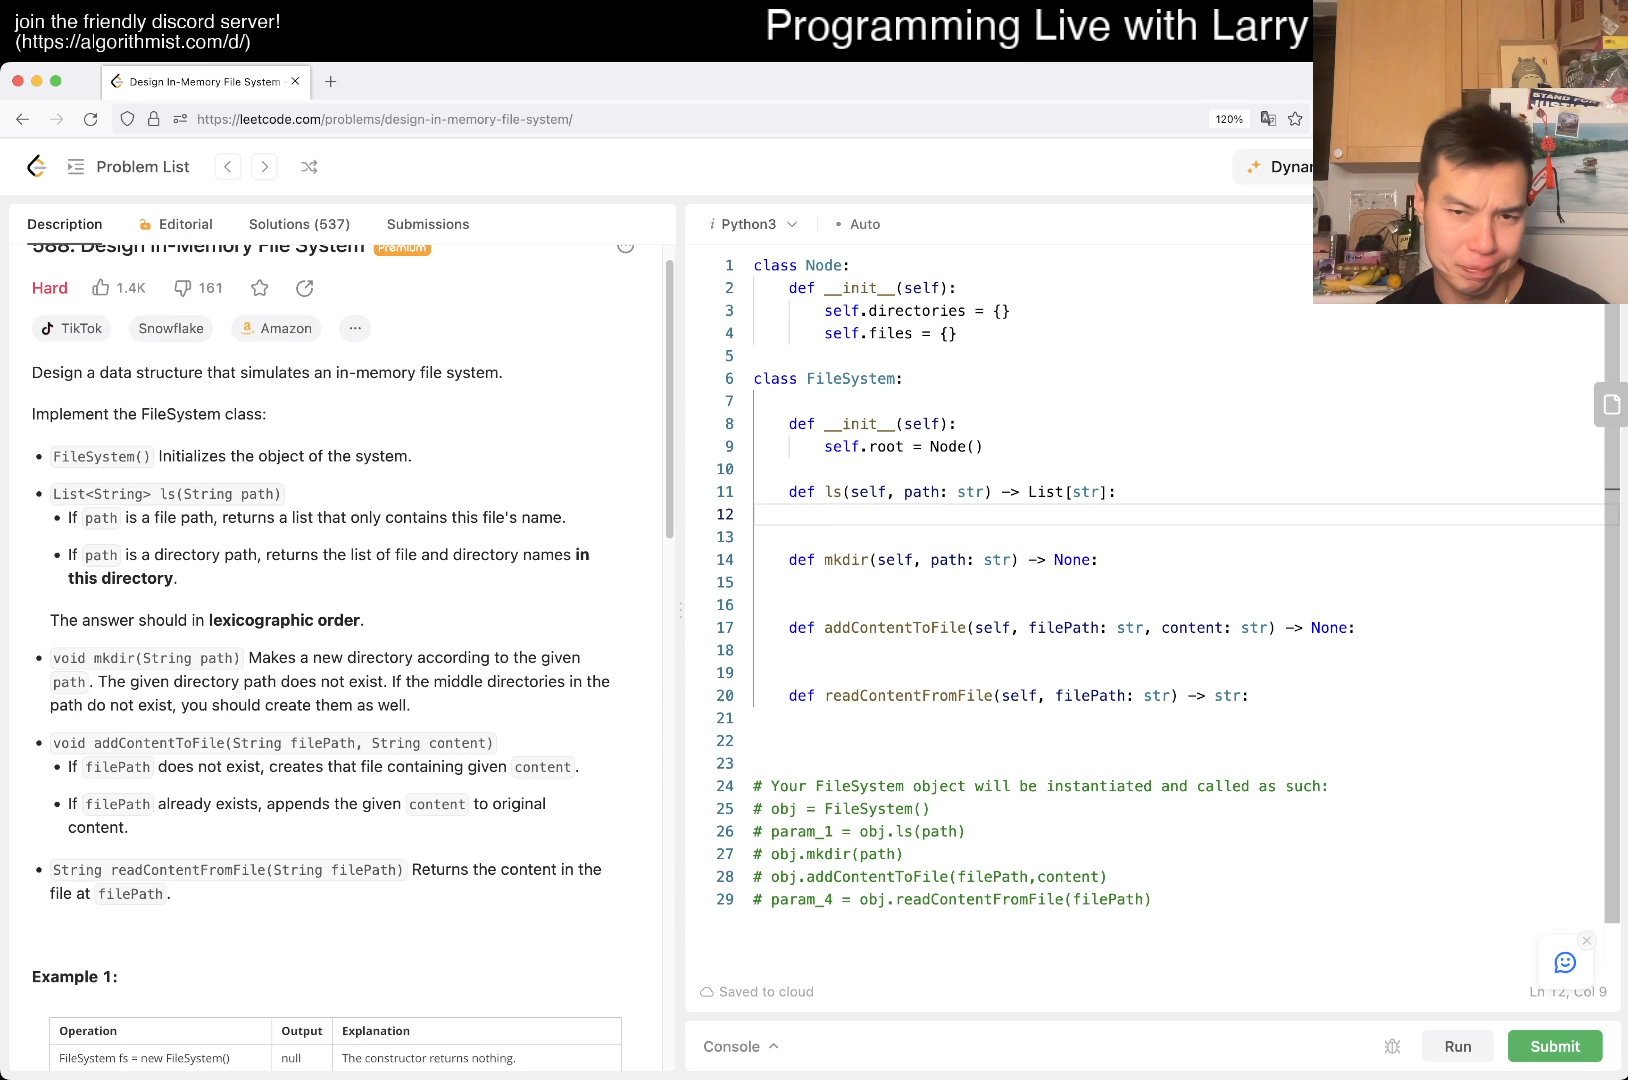 join the friendly discord server!
(https://algorithmist.com/d/)
Programming Live with Larry
Design In-Memory File System
https://leetcode.com/problems/design-in-memory-file-system/
120%
Problem List
Dynam
Description
Editorial
Solutions (537)
Submissions
588. Design In-Memory File System
Premium
Hard
1.4K
161
TikTok
Snowflake
Amazon
Design a data structure that simulates an in-memory file system.
Implement the FileSystem class:
• FileSystem() Initializes the object of the system.
• List<String> ls(String path)
• If path is a file path, returns a list that only contains this file's name.
• If path is a directory path, returns the list of file and directory names in
this directory.
The answer should in lexicographic order.
• void mkdir(String path) Makes a new directory according to the given
path. The given directory path does not exist. If the middle directories in the
path do not exist, you should create them as well.
• void addContentToFile(String filePath, String content)
• If filePath does not exist, creates that file containing given content.
• If filePath already exists, appends the given content to original
content.
• String readContentFromFile(String filePath) Returns the content in the
file at filePath.
Example 1:
Operation Output Explanation
FileSystem fs = new FileSystem() null The constructor returns nothing.
i Python3
• Auto
1 class Node:
2 def __init__(self):
3 self.directories = {}
4 self.files = {}
5
6 class FileSystem:
7
8 def __init__(self):
9 self.root = Node()
10
11 def ls(self, path: str) -> List[str]:
12
13
14 def mkdir(self, path: str) -> None:
15
16
17 def addContentToFile(self, filePath: str, content: str) -> None:
18
19
20 def readContentFromFile(self, filePath: str) -> str:
21
22
23
24 # Your FileSystem object will be instantiated and called as such:
25 # obj = FileSystem()
26 # param_1 = obj.ls(path)
27 # obj.mkdir(path)
28 # obj.addContentToFile(filePath,content)
29 # param_4 = obj.readContentFromFile(filePath)
Saved to cloud
Ln 12, Col 9
Console
Run
Submit
STAND FOR